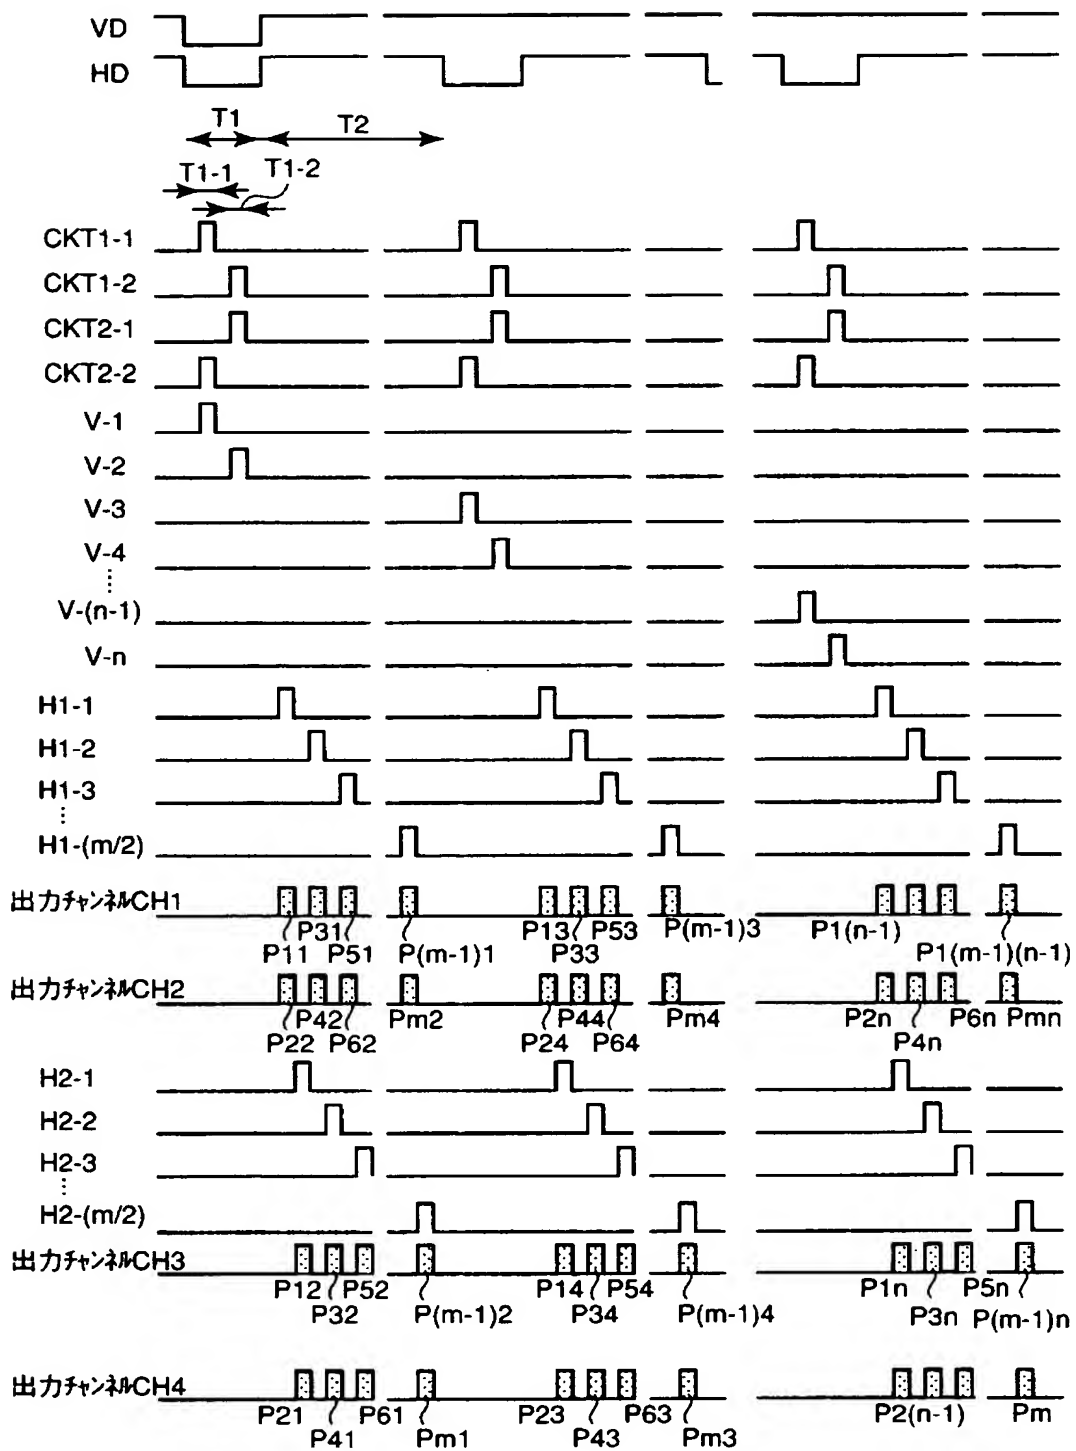 VD
HD
T1
T2
T1-1
T1-2
CKT1-1
CKT1-2
CKT2-1
CKT2-2
V-1
V-2
V-3
V-4
V-(n-1)
V-n
H1-1
H1-2
H1-3
H1-(m/2)
出力チャンネルCH1
P31 P13 P53 P(m-1)3 P1(n-1)
P11 P51 P(m-1)1 P33 P1(m-1)(n-1)
出力チャンネルCH2
P42 Pm2 P44 Pm4 P2n P6n Pmn
P22 P62 P24 P64 P4n
H2-1
H2-2
H2-3
H2-(m/2)
出力チャンネルCH3
P12 P52 P14 P54 P1n P5n
P32 P(m-1)2 P34 P(m-1)4 P3n P(m-1)n
出力チャンネルCH4
P21 P61 P23 P63 P2(n-1) Pm
P41 Pm1 P43 Pm3